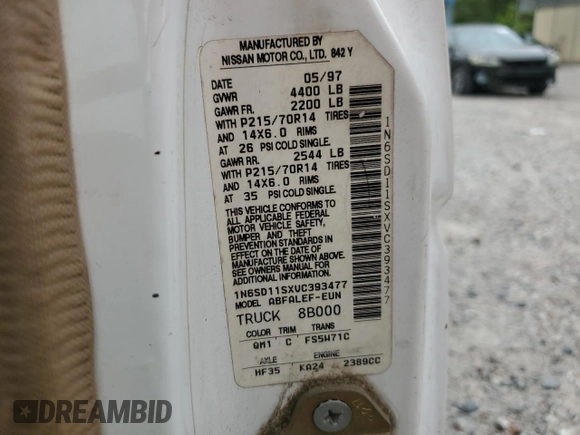 MANUFACTURED BY
NISSAN MOTOR CO., LTD. 842 Y
DATE 05/97
GVWR 4400 LB
GAWR FR. 2200 LB
WITH P215/70R14 TIRES
AND 14X6.0 RIMS
AT 26 PSI COLD SINGLE.
GAWR RR. 2544 LB
WITH P215/70R14 TIRES
AND 14X6.0 RIMS
AT 35 PSI COLD SINGLE.
THIS VEHICLE CONFORMS TO
ALL APPLICABLE FEDERAL
MOTOR VEHICLE SAFETY,
BUMPER AND THEFT
PREVENTION STANDARDS IN
EFFECT ON THE DATE OF
MANUFACTURE SHOWN ABOVE.
SEE OWNERS MANUAL FOR
ADDITIONAL INFORMATION.
1N6SD11SXVC393477
MODEL ABFALEF-EUN
TRUCK 8B000
COLOR TRIM TRANS
QM1 C FS5W71C
AXLE ENGINE
HF35 KA24 2389CC
1N6SD11SXVC393477
DREAMBID